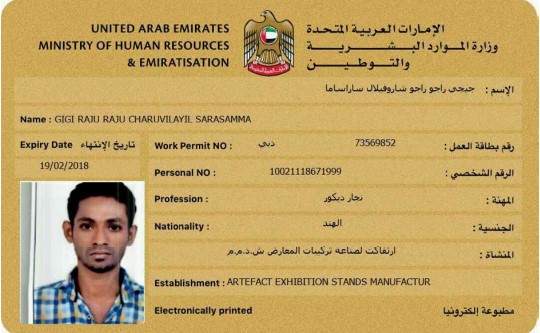 UNITED ARAB EMIRATES
MINISTRY OF HUMAN RESOURCES
& EMIRATISATION
الإمارات العربية المتحدة
وزارة الموارد البشرية
والتوطين
الإسم : جيجي راجو راجو شاروفيلال ساراساما
Name : GIGI RAJU RAJU CHARUVILAYIL SARASAMMA
Expiry Date تاريخ الإنتهاء
19/02/2018
Work Permit NO : دبي 73569852 رقم بطاقة العمل :
Personal NO : 10021118671999 الرقم الشخصي :
Profession : نجار ديكور المهنة :
Nationality : الهند الجنسية :
ارتفاكت لصناعة تركيبات المعارض ش.ذ.م.م المنشاة :
Establishment : ARTEFACT EXHIBITION STANDS MANUFACTUR
Electronically printed مطبوعة إلكترونيا